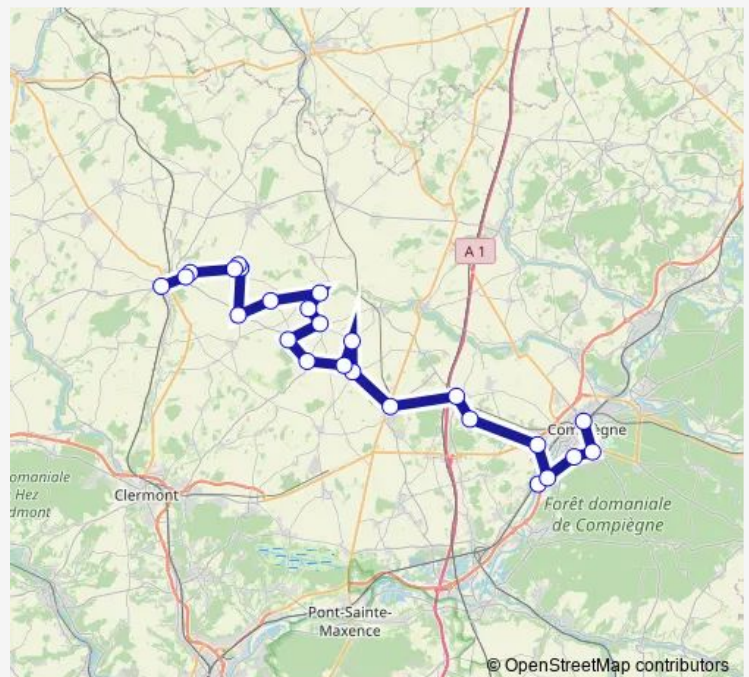 A 1
Compiègne
omaniale
Hez
dmont
Clermont
Forêt domaniale
de Compiègne
Pont-Sainte-
Maxence
© OpenStreetMap contributors